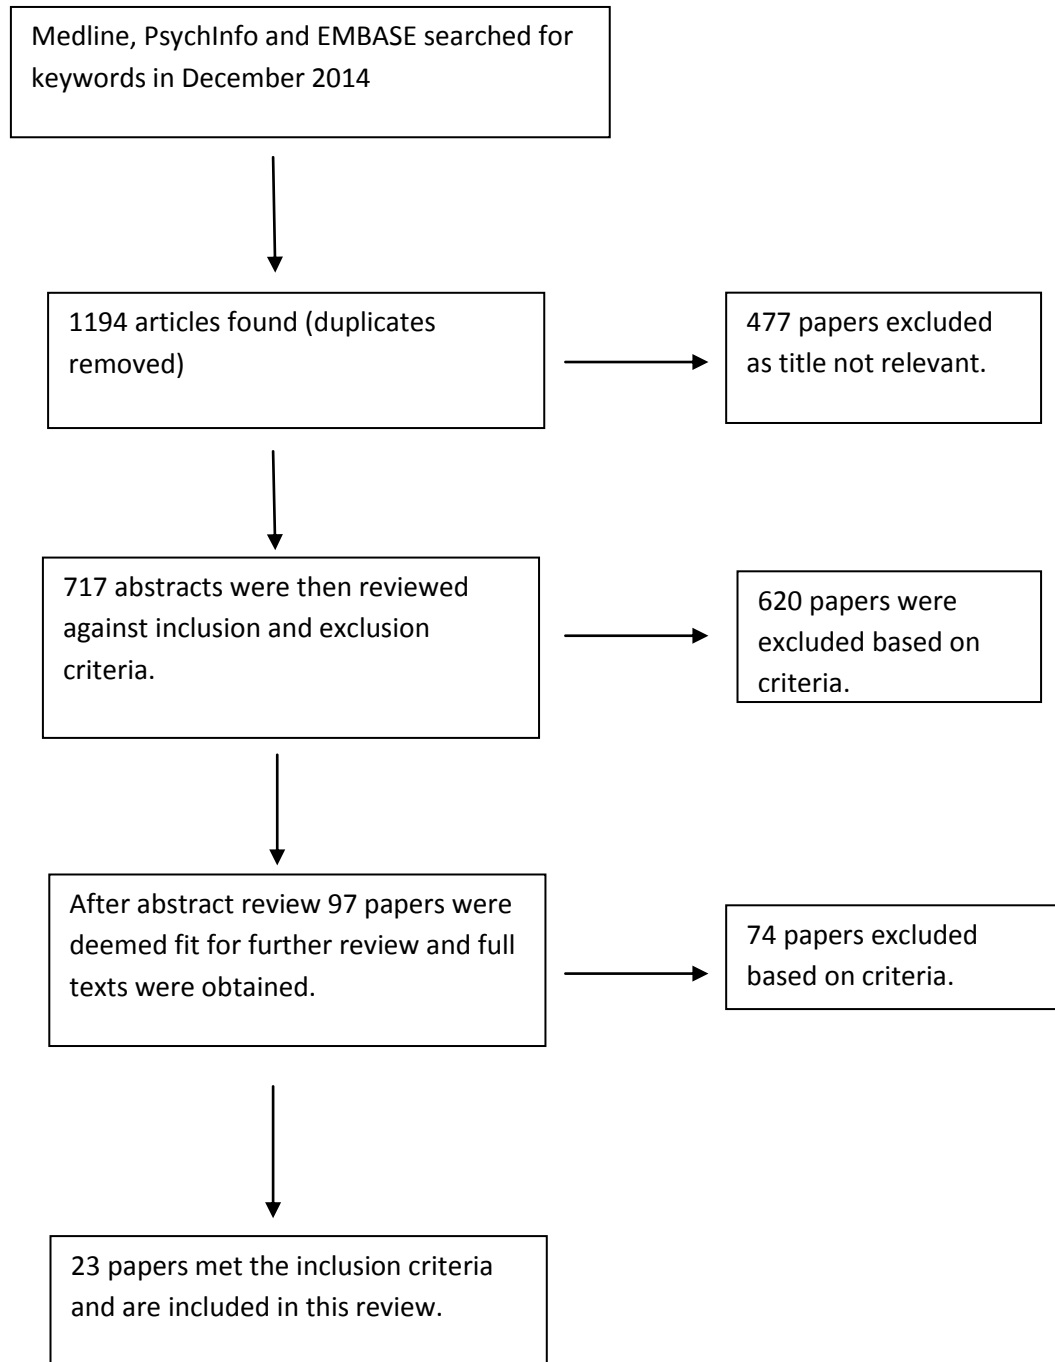 Medline, PsychInfo and EMBASE searched for
keywords in December 2014
1194 articles found (duplicates
removed)
477 papers excluded
as title not relevant.
717 abstracts were then reviewed
against inclusion and exclusion
criteria.
620 papers were
excluded based on
criteria.
After abstract review 97 papers were
deemed fit for further review and full
texts were obtained.
74 papers excluded
based on criteria.
23 papers met the inclusion criteria
and are included in this review.